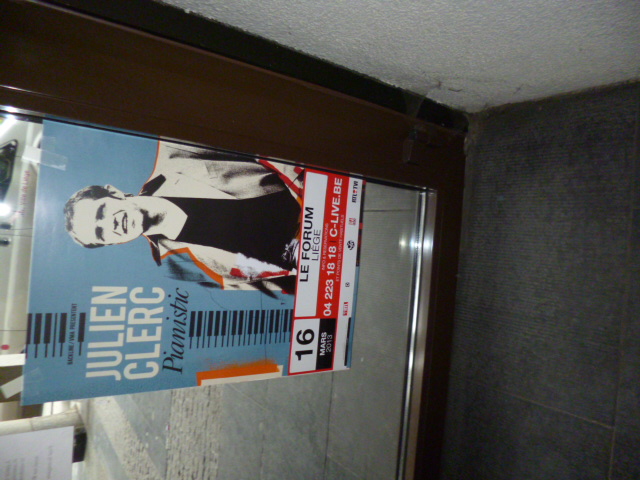 JULIEN
CLERC
Pianistic
16
MARS
2013
LE FORUM
LIÈGE
04 223 18 18 | C-LIVE.BE